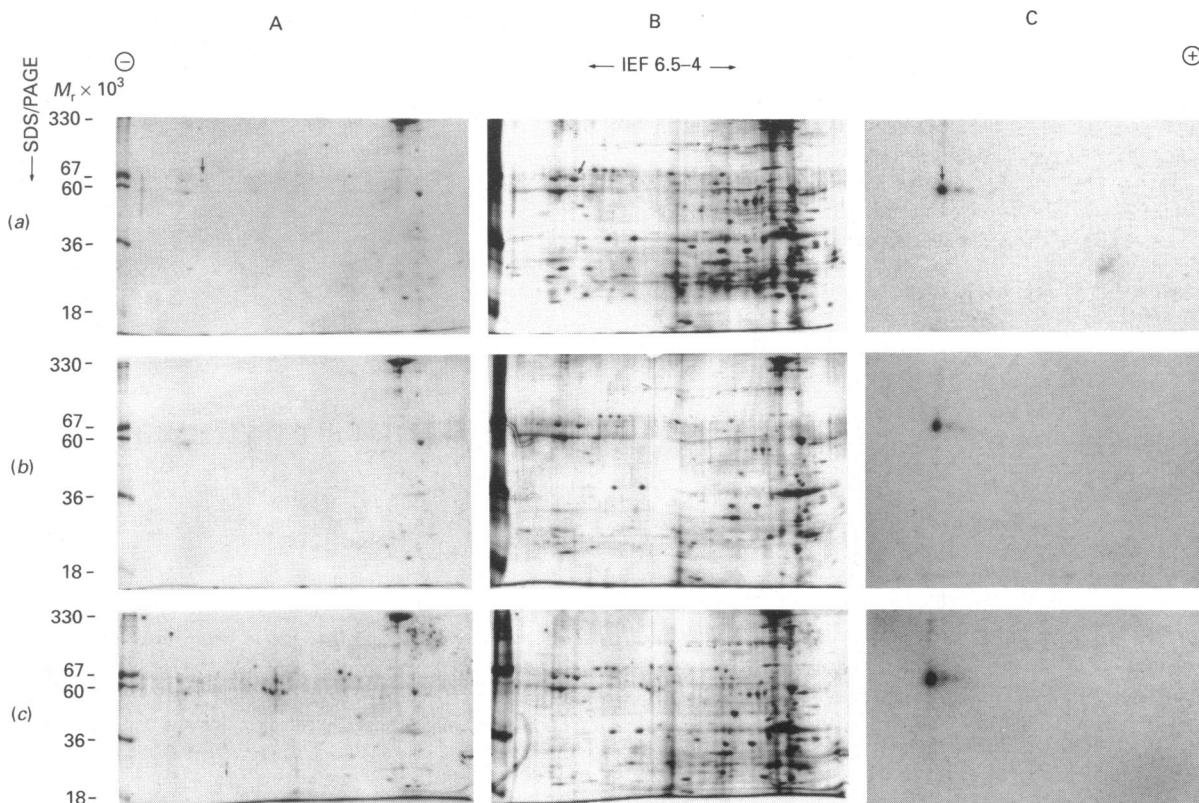 A
B
C
⊖
← IEF 6.5–4 →
⊕
← SDS/PAGE
Mr × 10³
330
67
60
(a)
36
18
330
67
60
(b)
36
18
330
67
60
(c)
36
18